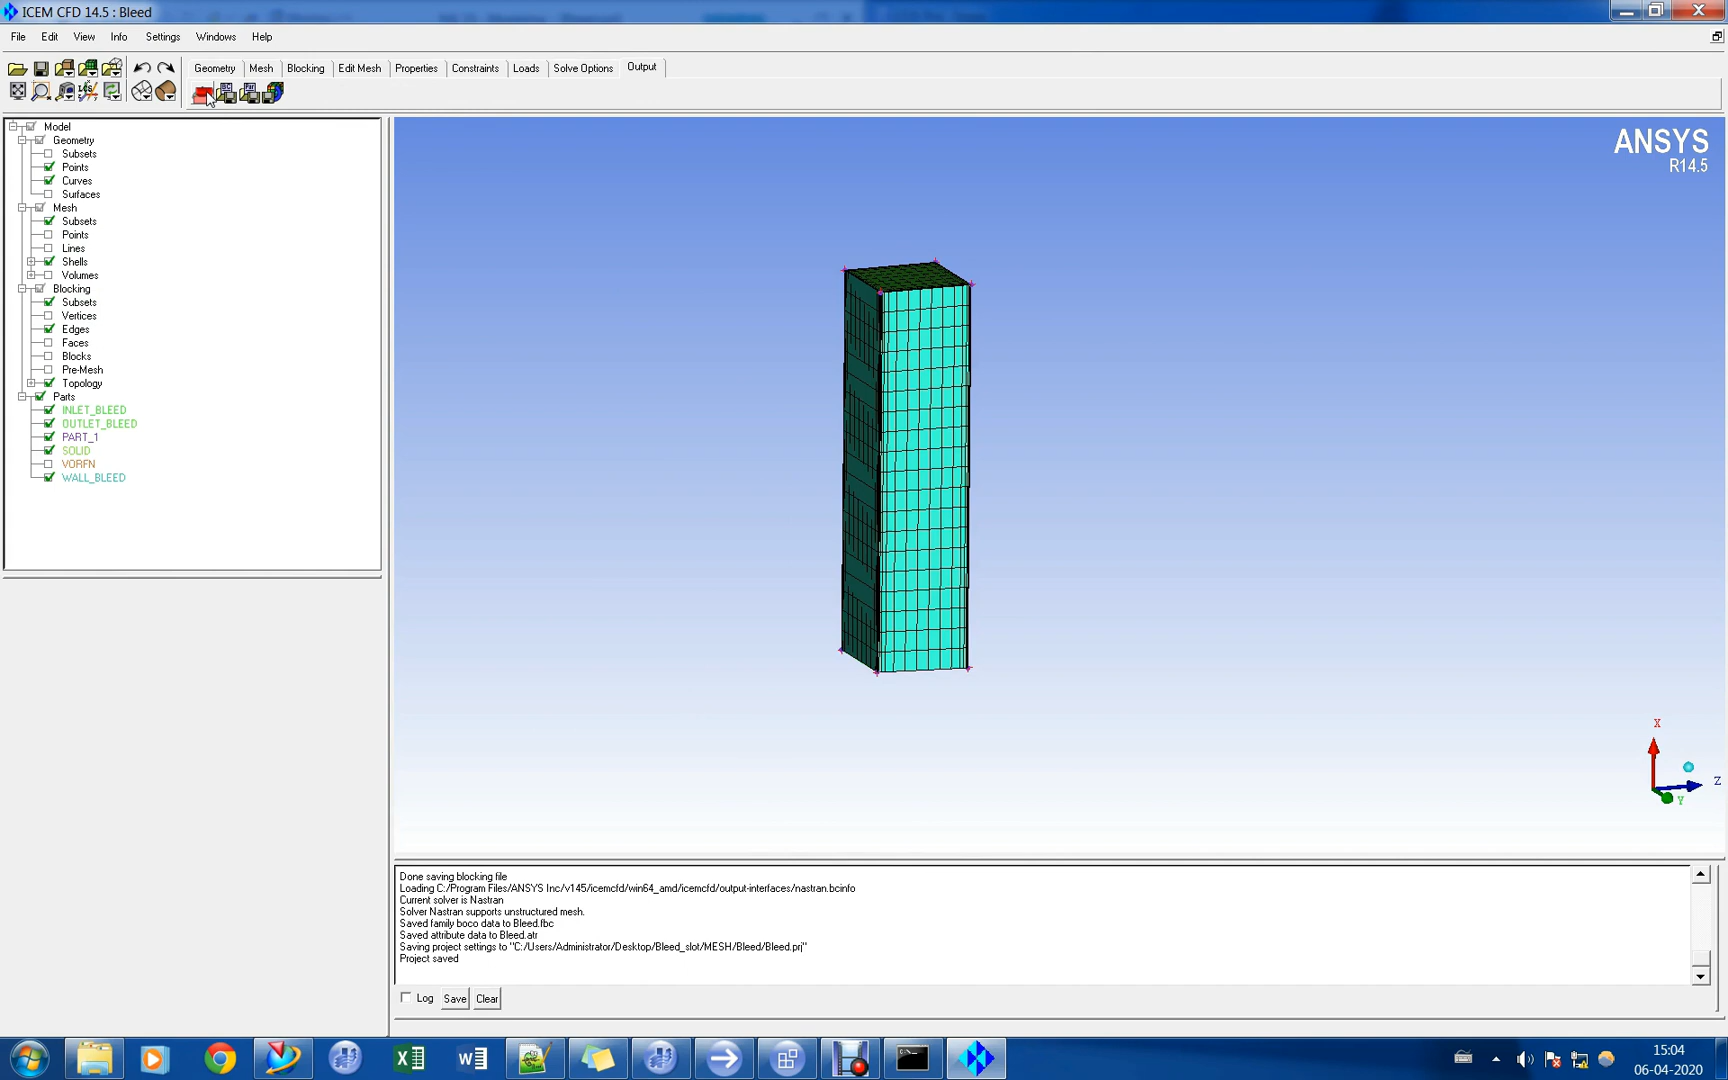 ICEM CFD 14.5 : Bleed
File Edit View Info Settings Windows Help
Geometry Mesh Blocking Edit Mesh Properties Constraints Loads Solve Options Output
Model
Geometry
Subsets
Points
Curves
Surfaces
Mesh
Subsets
Points
Lines
Shells
Volumes
Blocking
Subsets
Vertices
Edges
Faces
Blocks
Pre-Mesh
Topology
Parts
INLET_BLEED
OUTLET_BLEED
PART_1
SOLID
VORFN
WALL_BLEED
ANSYS
R14.5
X
Z
Y
Done saving blocking file
Loading C:/Program Files/ANSYS Inc/v145/icemcfd/win64_amd/icemcfd/output-interfaces/nastran.bcinfo
Current solver is Nastran
Solver Nastran supports unstructured mesh.
Saved family boco data to Bleed.fbc
Saved attribute data to Bleed.atr
Saving project settings to "C:/Users/Administrator/Desktop/Bleed_slot/MESH/Bleed/Bleed.prj"
Project saved
Log Save Clear
15:04
06-04-2020